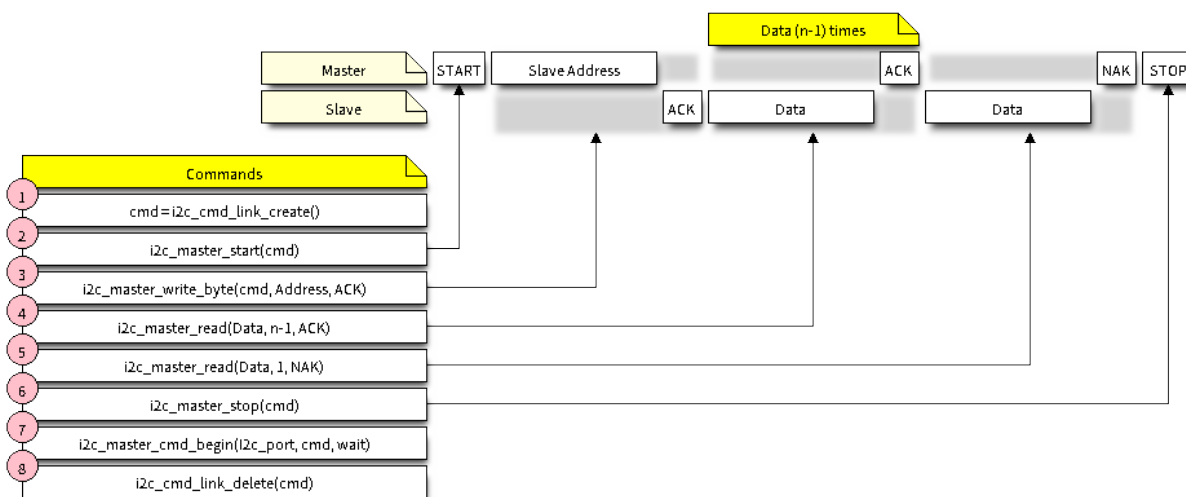 Data (n-1) times
Master START Slave Address ACK NAK STOP
Slave ACK Data Data
Commands
1
cmd = i2c_cmd_link_create()
2
i2c_master_start(cmd)
3
i2c_master_write_byte(cmd, Address, ACK)
4
i2c_master_read(Data, n-1, ACK)
5
i2c_master_read(Data, 1, NAK)
6
i2c_master_stop(cmd)
7
i2c_master_cmd_begin(I2c_port, cmd, wait)
8
i2c_cmd_link_delete(cmd)